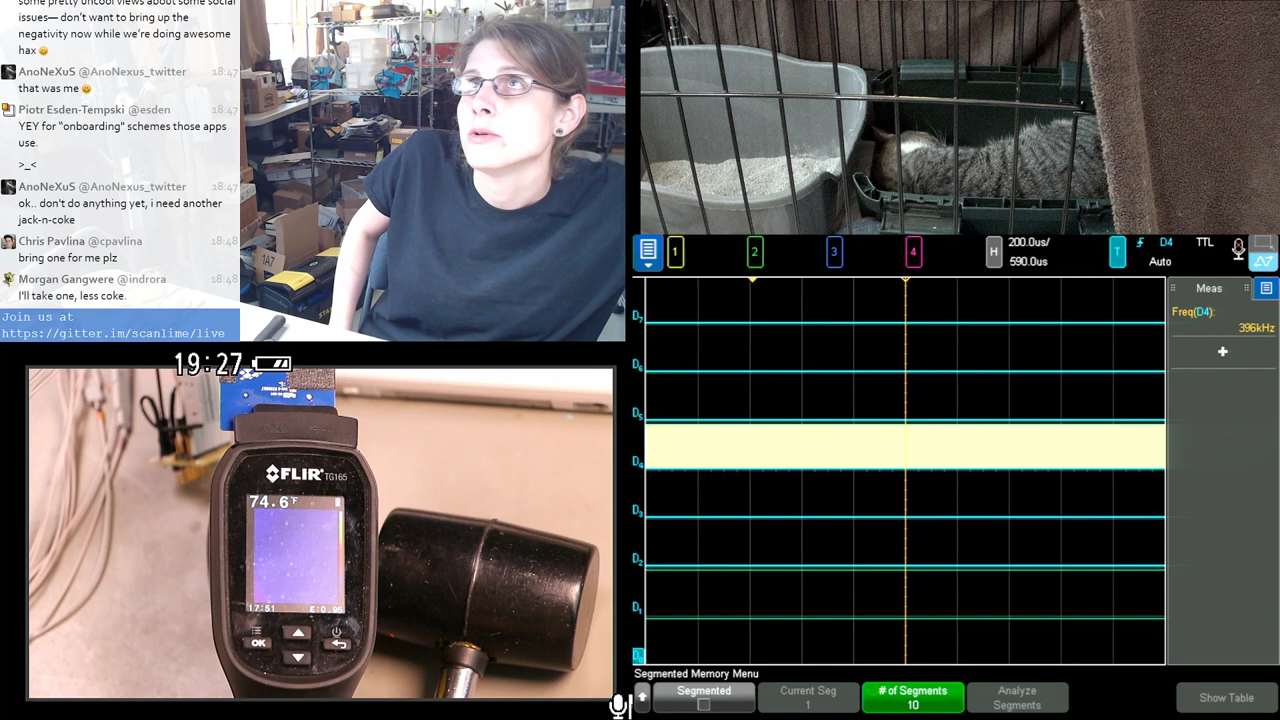 some pretty uncool views about some social
issues— don't want to bring up the
negativity now while we're doing awesome
hax
AnoNeXuS @AnoNexus_twitter 18:47
that was me
Piotr Esden-Tempski @esden 18:47
YEY for "onboarding" schemes those apps
use.
>_<
AnoNeXuS @AnoNexus_twitter 18:47
ok.. don't do anything yet, i need another
jack-n-coke
Chris Pavlina @cpavlina 18:48
bring one for me plz
Morgan Gangwere @indrora 18:48
I'll take one, less coke.
Join us at
https://gitter.im/scanlime/live
1A7
19:27
FLIR TG165
74.6°F
17:51 E:0.95
OK
1 2 3 4
H 200.0us/
590.0us
T D4 TTL
Auto
Meas
Freq(D4):
396kHz
D7
D6
D5
D4
D3
D2
D1
D0
Segmented Memory Menu
Segmented
Current Seg
1
# of Segments
10
Analyze
Segments
Show Table